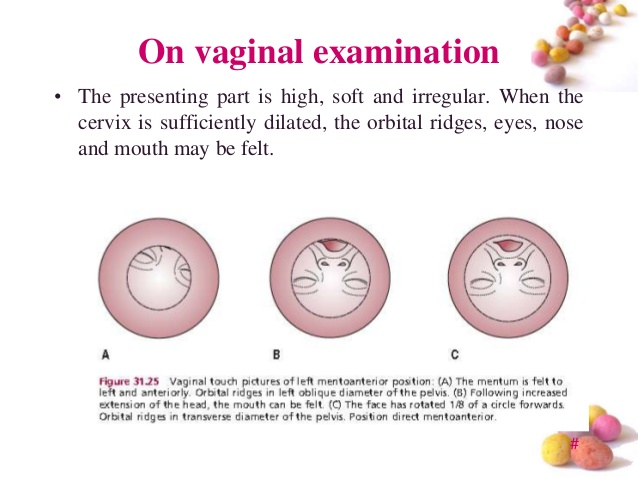 On vaginal examination
• The presenting part is high, soft and irregular. When the
cervix is sufficiently dilated, the orbital ridges, eyes, nose
and mouth may be felt.
A B C
Figure 31.25 Vaginal touch pictures of left mentoanterior position: (A) The mentum is felt to
left and anteriorly. Orbital ridges in left oblique diameter of the pelvis. (B) Following increased
extension of the head, the mouth can be felt. (C) The face has rotated 1/8 of a circle forwards.
Orbital ridges in transverse diameter of the pelvis. Position direct mentoanterior.
#